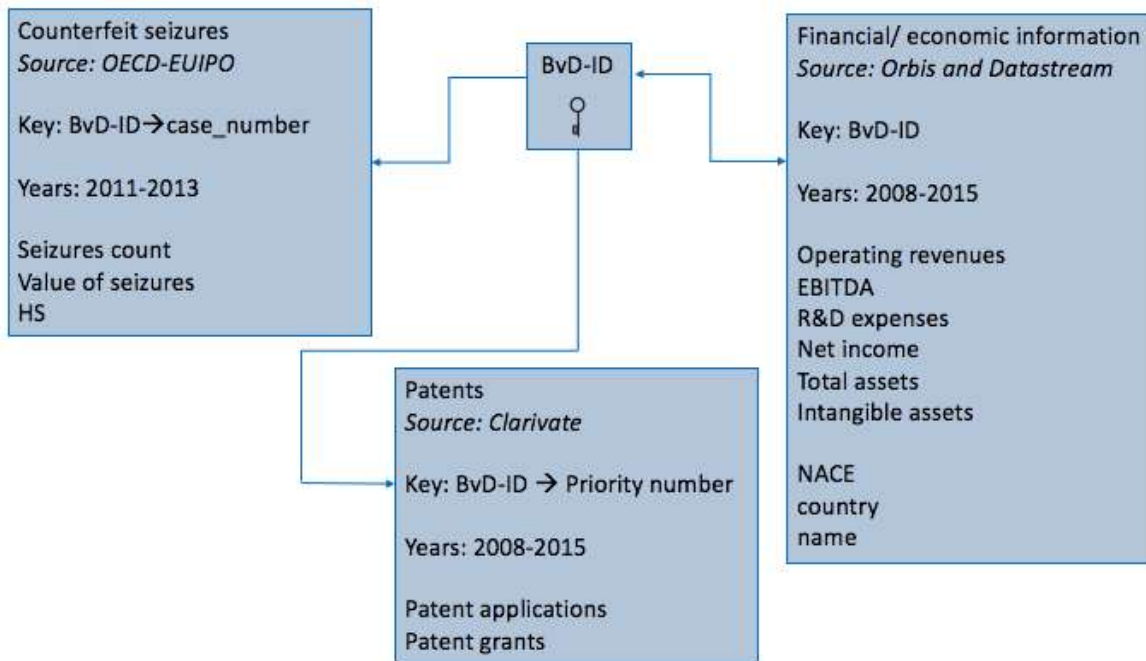 Counterfeit seizures
Source: OECD-EUIPO
Key: BvD-ID→case_number
Years: 2011-2013
Seizures count
Value of seizures
HS
BvD-ID
Financial/ economic information
Source: Orbis and Datastream
Key: BvD-ID
Years: 2008-2015
Operating revenues
EBITDA
R&D expenses
Net income
Total assets
Intangible assets
NACE
country
name
Patents
Source: Clarivate
Key: BvD-ID → Priority number
Years: 2008-2015
Patent applications
Patent grants